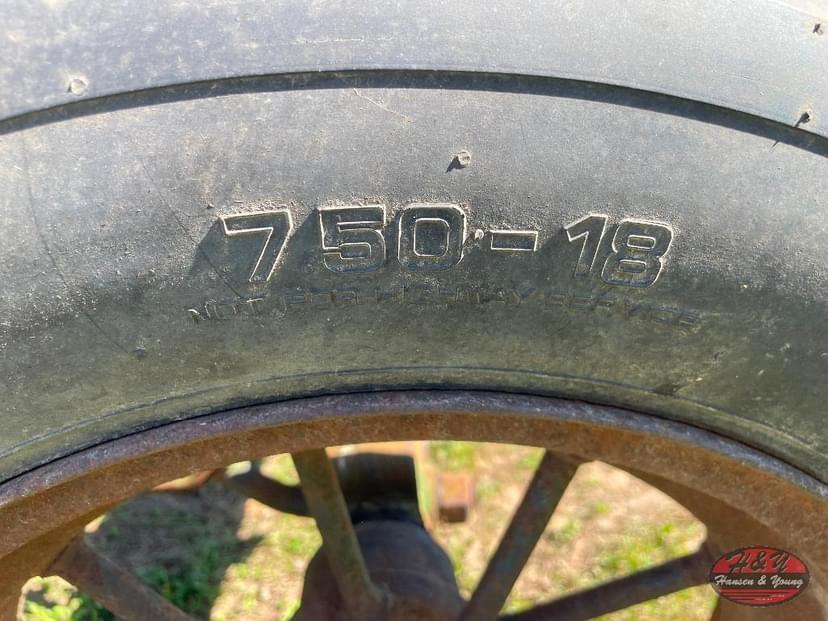 750-18
NOT FOR HIGHWAY SERVICE
H&Y
Hansen & Young